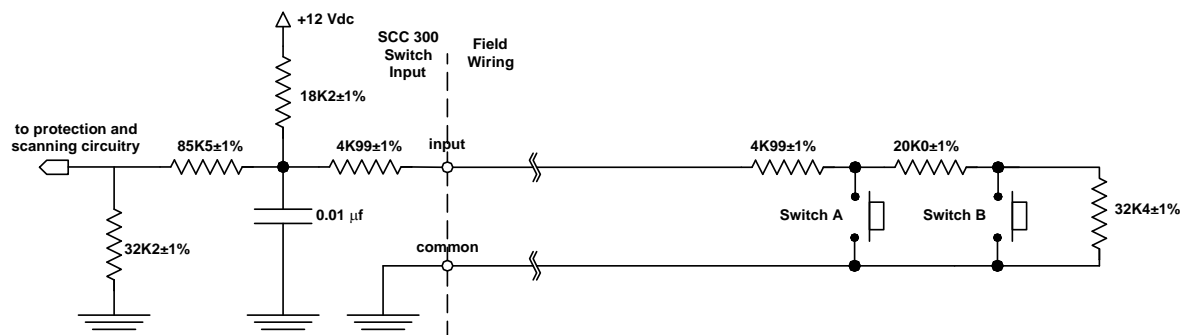 +12 Vdc
SCC 300
Switch
Input
Field
Wiring
18K2±1%
to protection and
scanning circuitry
85K5±1%
4K99±1%
input
4K99±1%
20K0±1%
0.01 µf
32K2±1%
Switch A
Switch B
32K4±1%
common